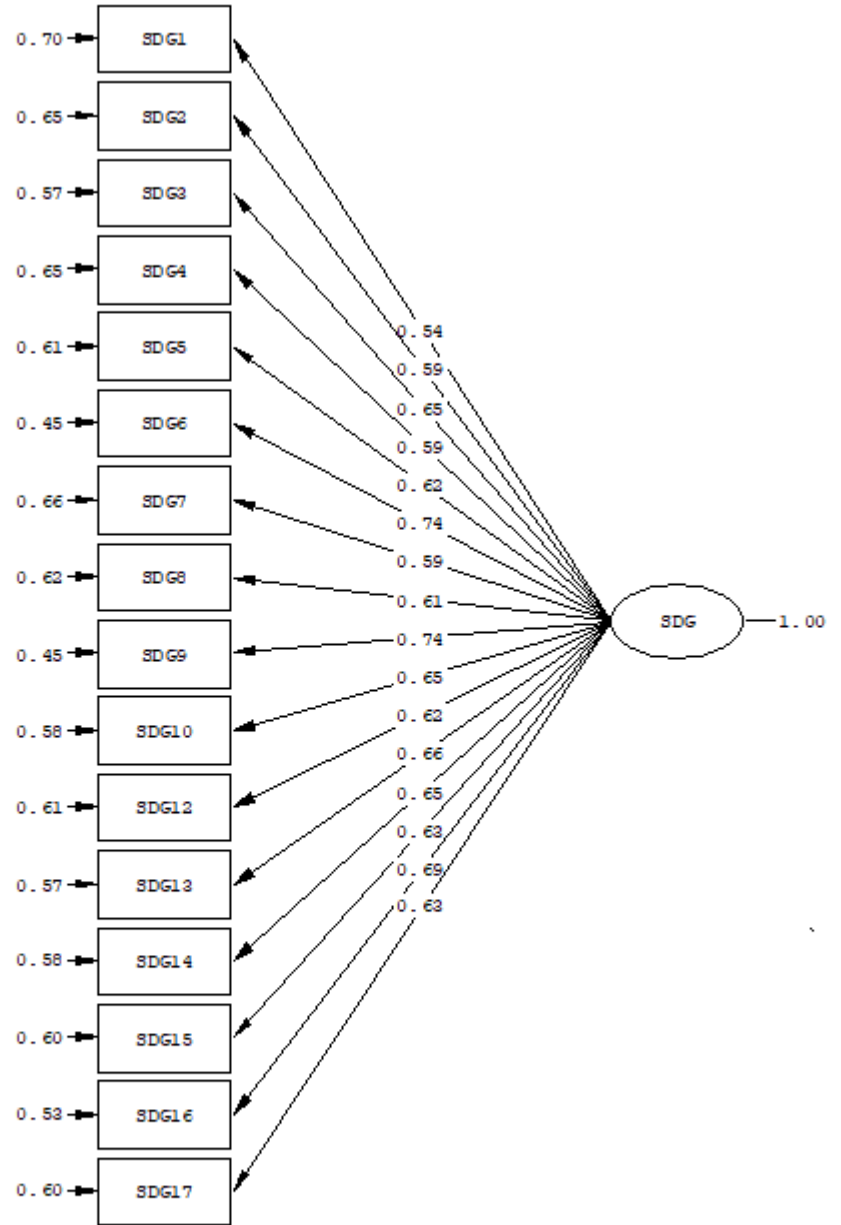 0.70 SDG1
0.65 SDG2
0.57 SDG3
0.65 SDG4
0.54
0.61 SDG5
0.59
0.65
0.45 SDG6
0.59
0.62
0.66 SDG7
0.74
0.59
0.62 SDG8
0.61
SDG 1.00
0.74
0.45 SDG9
0.65
0.58 SDG10
0.62
0.66
0.61 SDG12
0.65
0.63
0.57 SDG13
0.69
0.63
0.58 SDG14
0.60 SDG15
0.53 SDG16
0.60 SDG17